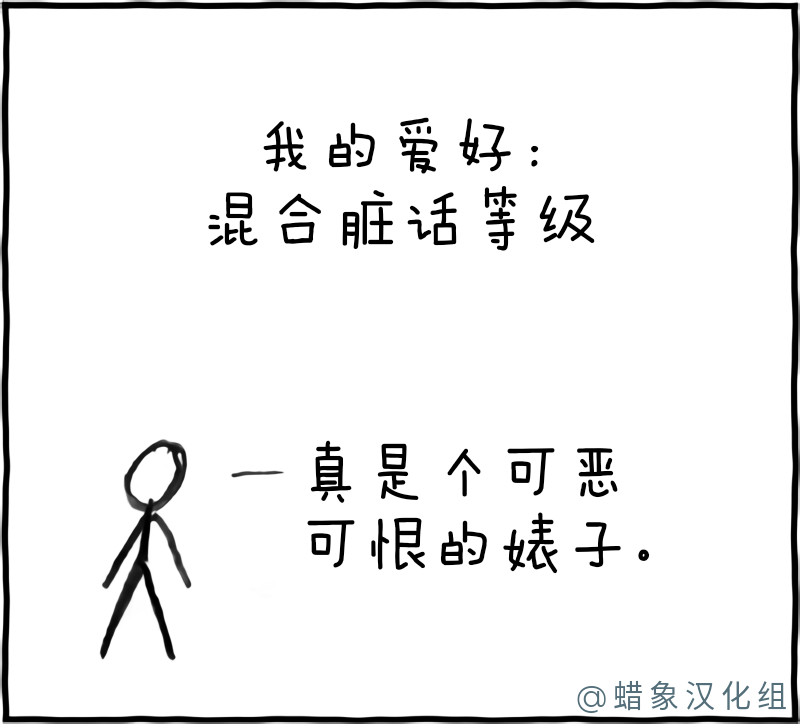 我的爱好：
混合脏话等级
真是个可恶
可恨的婊子。
@蜡象汉化组